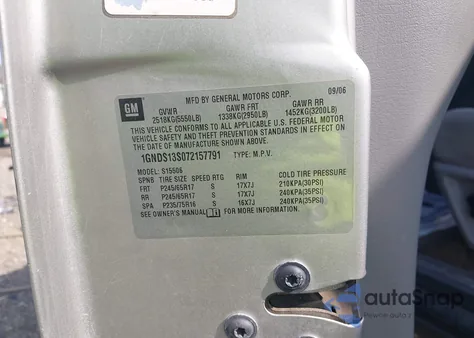 09/06
MFD BY GENERAL MOTORS CORP.
GM
GVWR GAWR FRT GAWR RR
2518KG(5550LB) 1338KG(2950LB) 1452KG(3200LB)
THIS VEHICLE CONFORMS TO ALL APPLICABLE U.S. FEDERAL MOTOR
VEHICLE SAFETY AND THEFT PREVENTION STANDARDS IN EFFECT ON
THE DATE OF MANUFACTURE SHOWN ABOVE.
1GNDS13S072157791 TYPE: M.P.V.
MODEL: S15506
SPNB TIRE SIZE SPEED RTG RIM COLD TIRE PRESSURE
FRT P245/65R17 S 17X7J 210KPA(30PSI)
RR P245/65R17 S 17X7J 240KPA(35PSI)
SPA P235/75R16 S 16X7J 240KPA(35PSI)
SEE OWNER'S MANUAL FOR MORE INFORMATION.
autoSnap